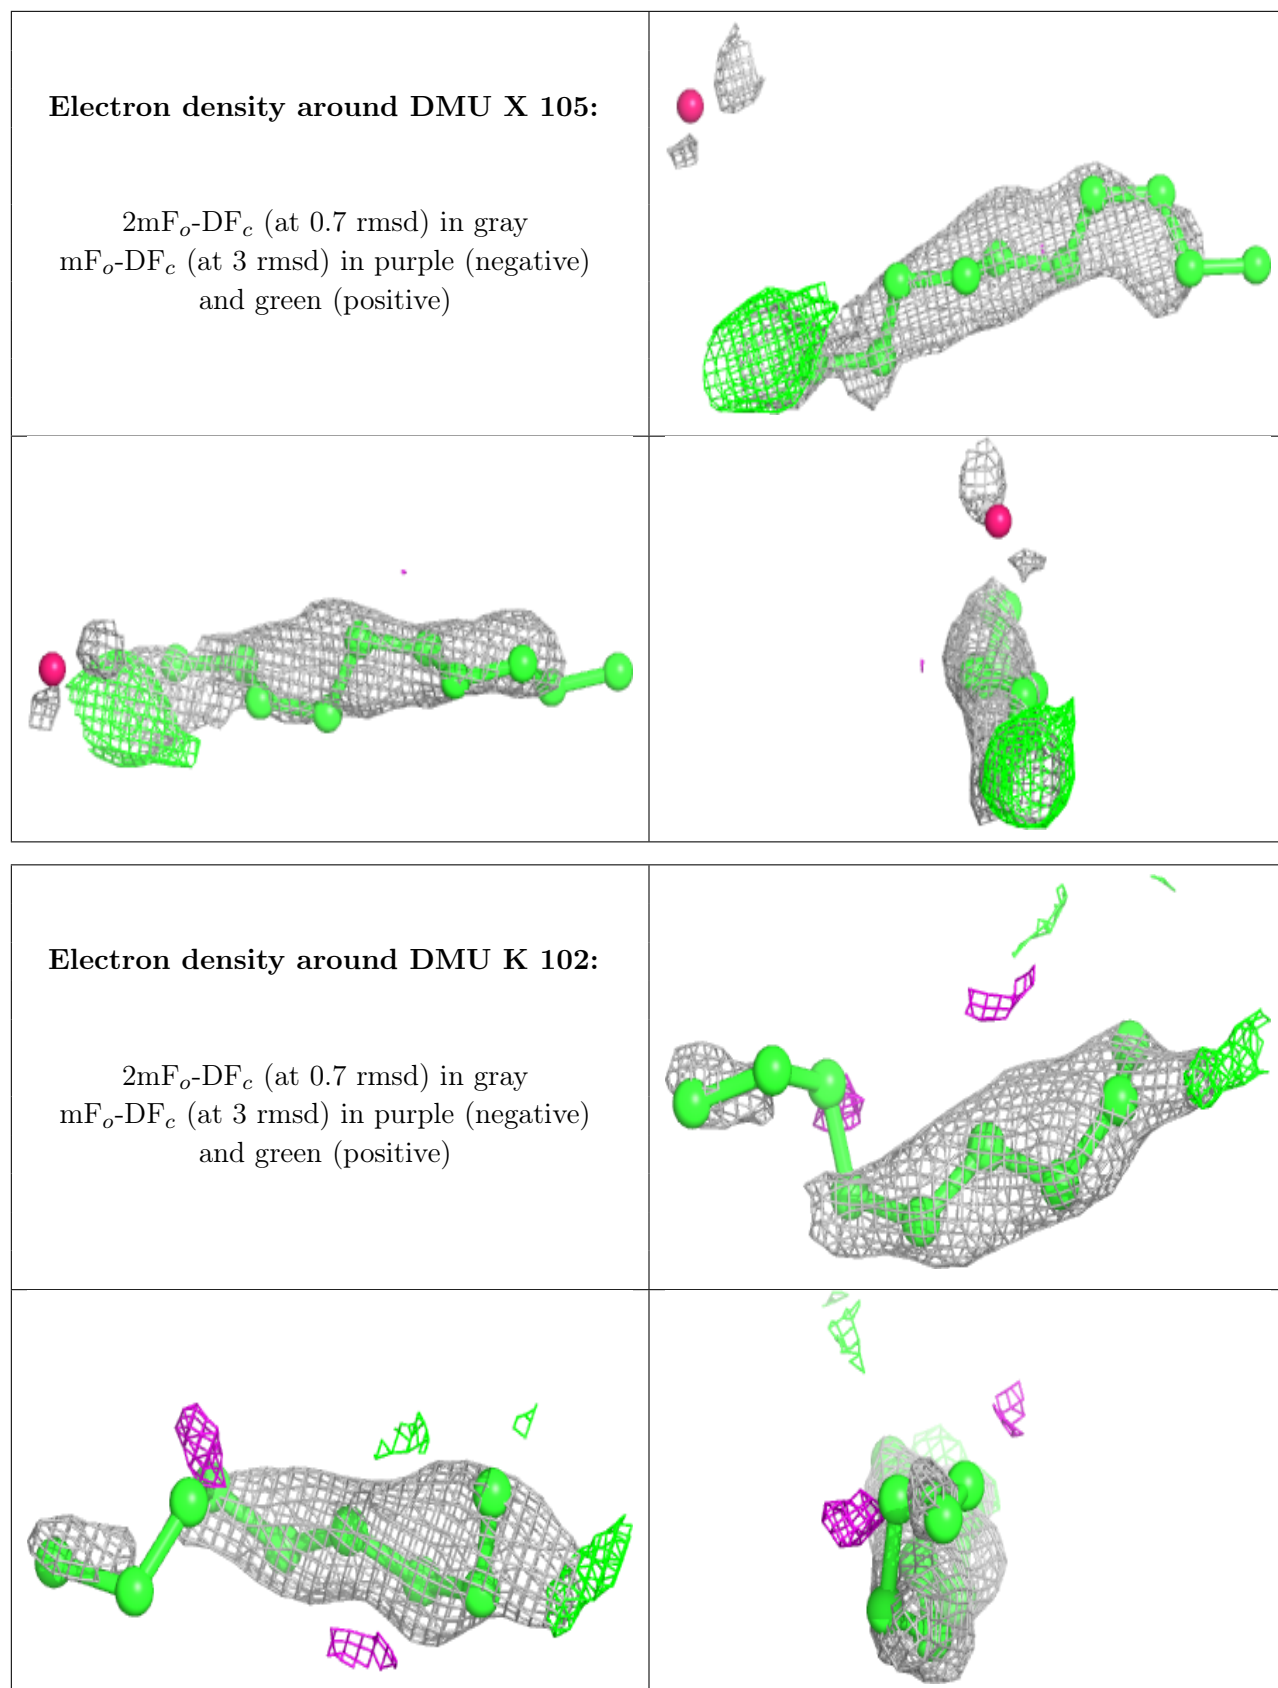 Electron density around DMU X 105:
2mFo-DFc (at 0.7 rmsd) in gray
mFo-DFc (at 3 rmsd) in purple (negative)
and green (positive)
Electron density around DMU K 102:
2mFo-DFc (at 0.7 rmsd) in gray
mFo-DFc (at 3 rmsd) in purple (negative)
and green (positive)